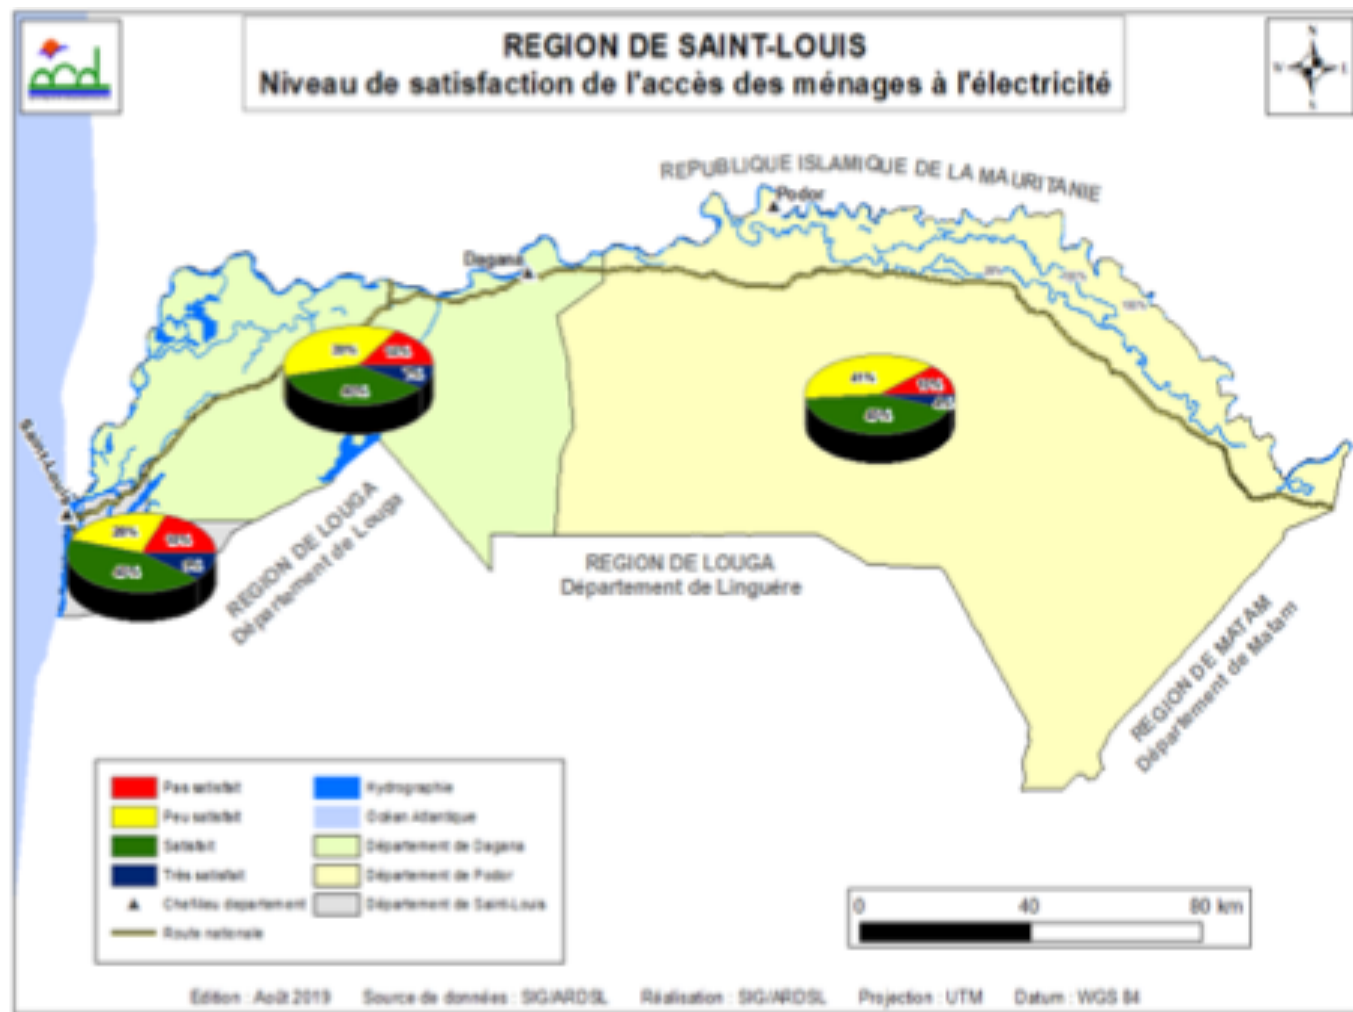 REGION DE SAINT-LOUIS
Niveau de satisfaction de l'accès des ménages à l'électricité
REPUBLIQUE ISLAMIQUE DE LA MAURITANIE
Podor
Dagana
Saint-Louis
41%
REGION DE LOUGA
Département de Louga
REGION DE LOUGA
Département de Linguére
REGION DE MATAM
Département de Matam
Pas satisfait
Peu satisfait
Satisfait
Très satisfait
Chef lieu departement
Route nationale
Hydrographie
Océan Atlantique
Département de Dagana
Département de Podor
Département de Saint-Louis
0 40 80 km
Edition : Août 2019 Source de données : SIG/ARDSL Réalisation : SIG/ARDSL Projection : UTM Datum : WGS 84